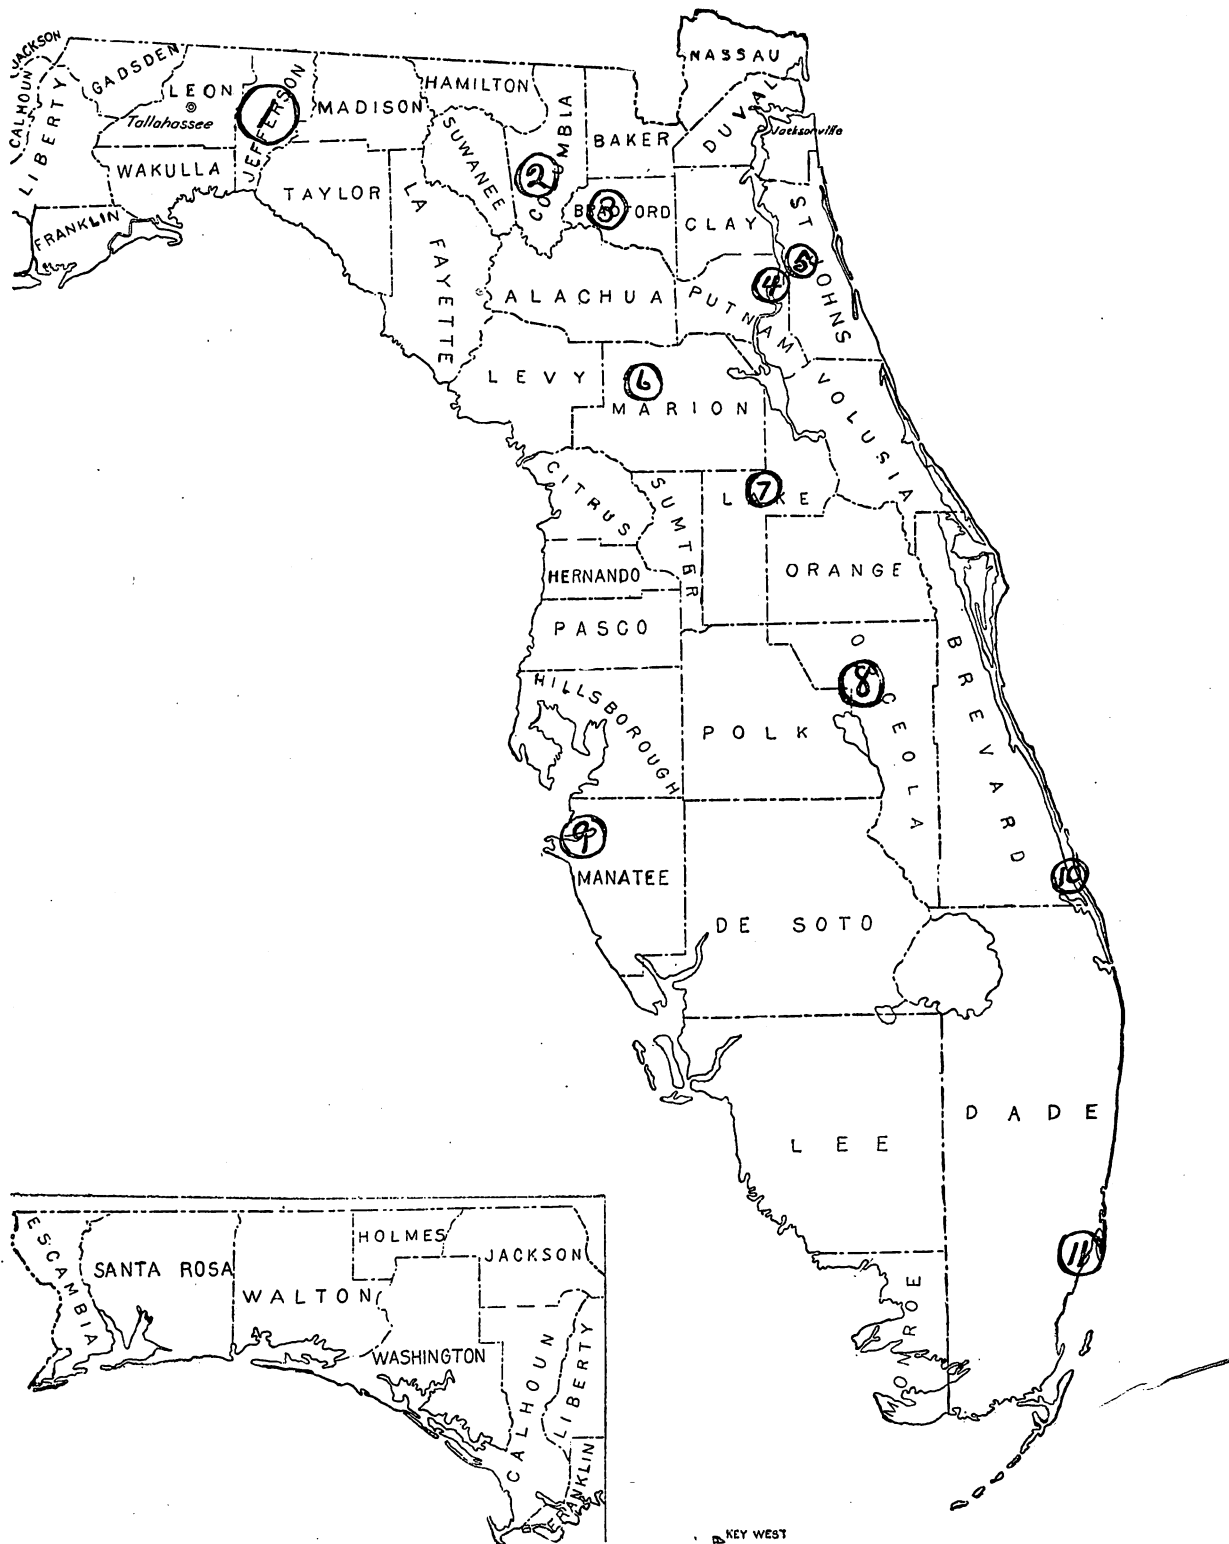 NASSAU
JACKSON
GADSDEN
CALHOUN
LIBERTY
LEON
Tallahassee
JEFFERSON
1
MADISON
HAMILTON
SUWANEE
COLUMBIA
2
BAKER
DUVAL
Jacksonville
WAKULLA
TAYLOR
LA FAYETTE
BRADFORD
3
CLAY
ST JOHNS
5
FRANKLIN
ALACHUA
PUTNAM
4
LEVY
6
MARION
VOLUSIA
CITRUS
SUMTER
LAKE
7
HERNANDO
ORANGE
PASCO
OSCEOLA
8
BREVARD
HILLSBOROUGH
POLK
9
MANATEE
10
DE SOTO
DADE
LEE
11
MONROE
ESCAMBIA
SANTA ROSA
WALTON
HOLMES
JACKSON
WASHINGTON
CALHOUN
LIBERTY
FRANKLIN
KEY WEST